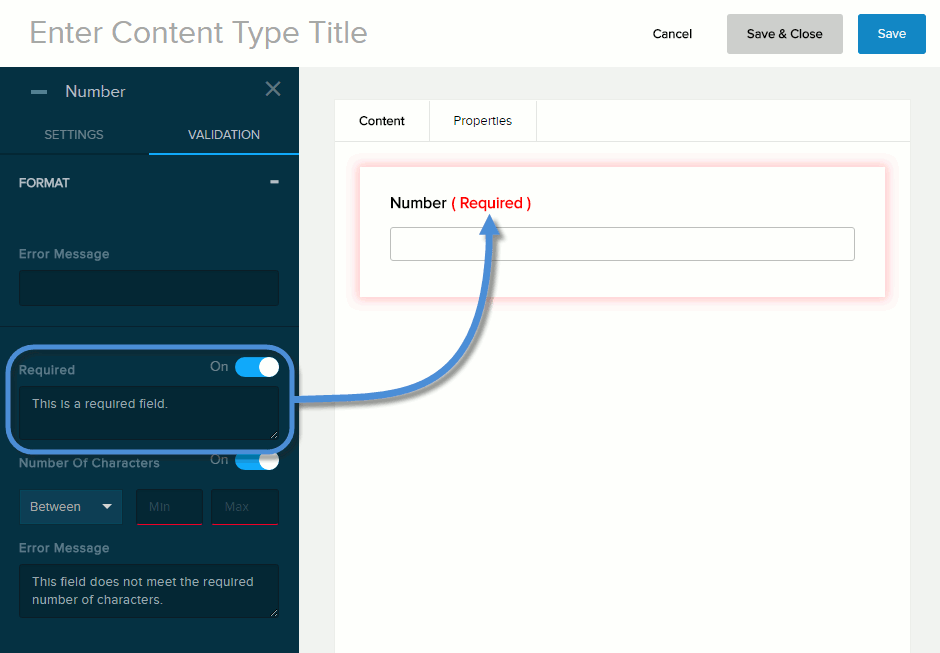 Enter Content Type Title
Cancel
Save & Close
Save
Number
SETTINGS
VALIDATION
FORMAT
Error Message
Required
On
This is a required field.
Number Of Characters
On
Between
Min
Max
Error Message
This field does not meet the required
number of characters.
Content
Properties
Number ( Required )